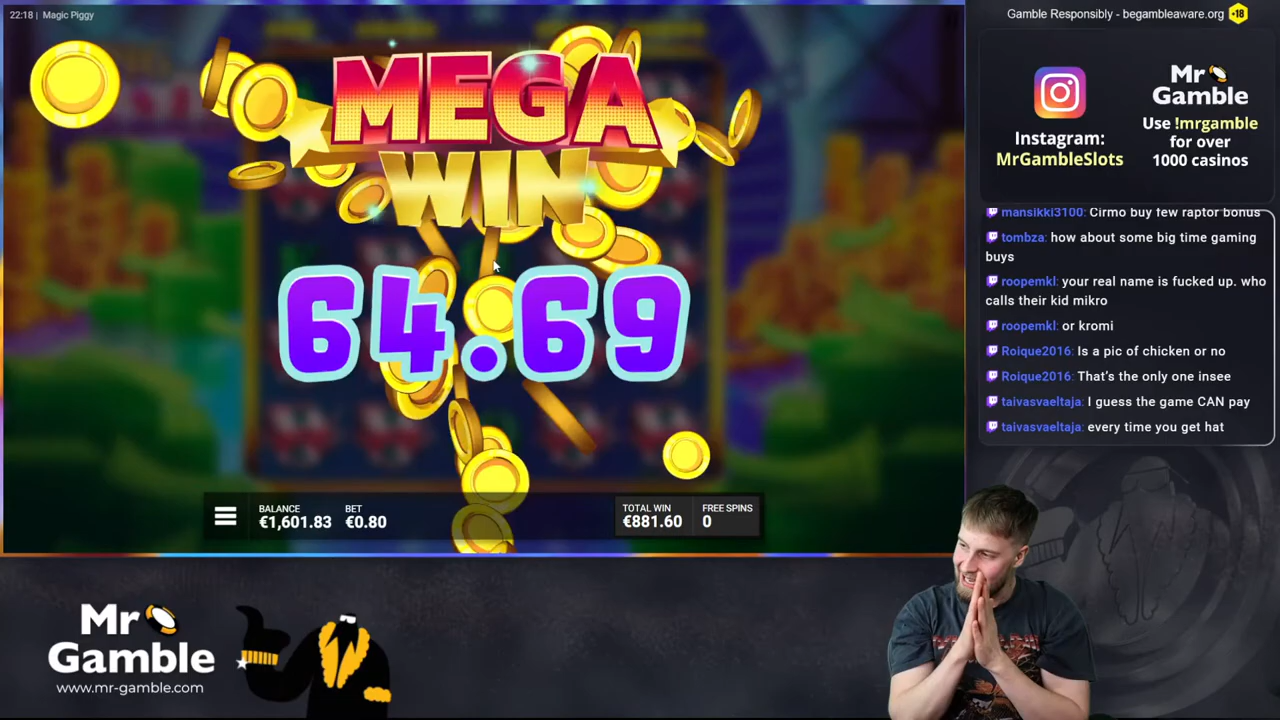 22:18 | Magic Piggy
MEGA
WIN
64.69
BALANCE
€1,601.83
BET
€0.80
TOTAL WIN
€881.60
FREE SPINS
0
Gamble Responsibly - begambleaware.org +18
Instagram:
MrGambleSlots
Mr
Gamble
Use !mrgamble
for over
1000 casinos
mansikki3100: Cirmo buy few raptor bonus
tombza: how about some big time gaming
buys
roopemkl: your real name is fucked up. who
calls their kid mikro
roopemkl: or kromi
Roique2016: Is a pic of chicken or no
Roique2016: That's the only one insee
taivasvaeltaja: I guess the game CAN pay
taivasvaeltaja: every time you get hat
Mr
Gamble
www.mr-gamble.com